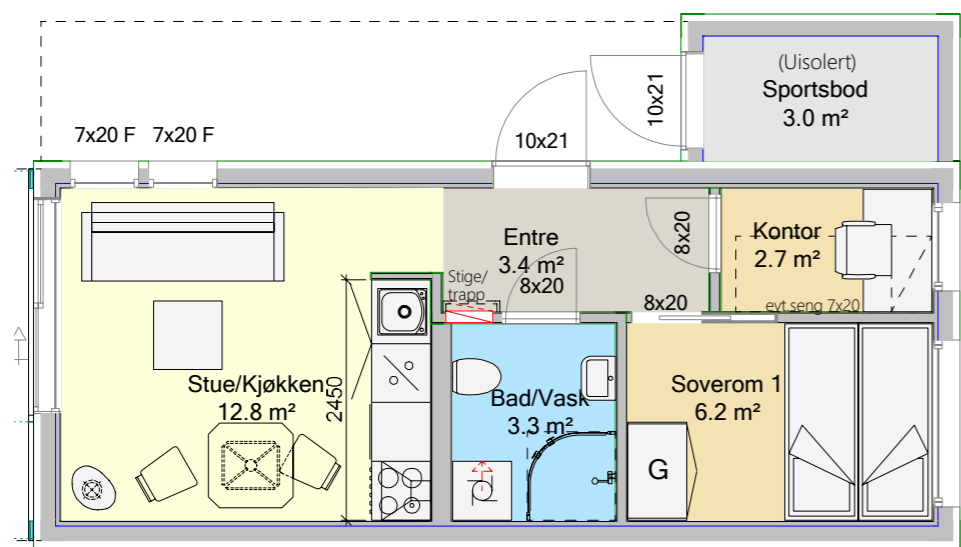 (Uisolert)
Sportsbod
3.0 m²
10x21
7x20 F
7x20 F
10x21
Entre
3.4 m²
8x20
8x20
Kontor
2.7 m²
evt.seng 7x20
Stige/
trapp
8x20
Stue/Kjøkken
12.8 m²
2450
Bad/Vask
3.3 m²
Soverom 1
6.2 m²
G